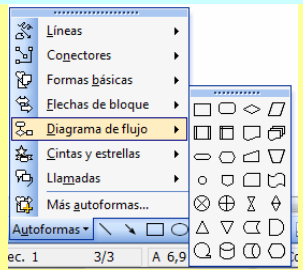 Líneas
Conectores
Formas básicas
Flechas de bloque
Diagrama de flujo
Cintas y estrellas
Llamadas
Más autoformas...
Autoformas
ec. 1 3/3 A 6,9